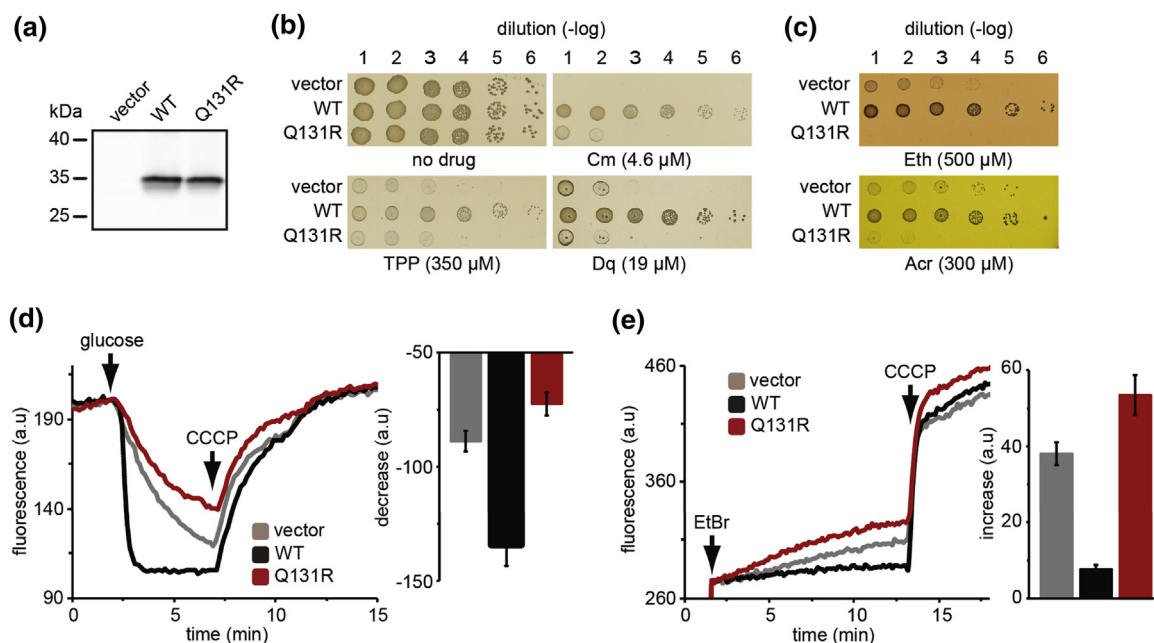 (a)
kDa
vector
WT
Q131R
40
35
25
(b)
dilution (-log)
1 2 3 4 5 6 1 2 3 4 5 6
vector
WT
Q131R
no drug
Cm (4.6 µM)
vector
WT
Q131R
TPP (350 µM)
Dq (19 µM)
(c)
dilution (-log)
1 2 3 4 5 6
vector
WT
Q131R
Eth (500 µM)
vector
WT
Q131R
Acr (300 µM)
(d)
glucose
CCCP
fluorescence (a.u)
190
140
90
vector
WT
Q131R
0 5 10 15
time (min)
decrease (a.u)
-50
-100
-150
(e)
EtBr
CCCP
fluorescence (a.u)
460
360
260
vector
WT
Q131R
0 5 10 15
time (min)
increase (a.u)
60
40
20
0